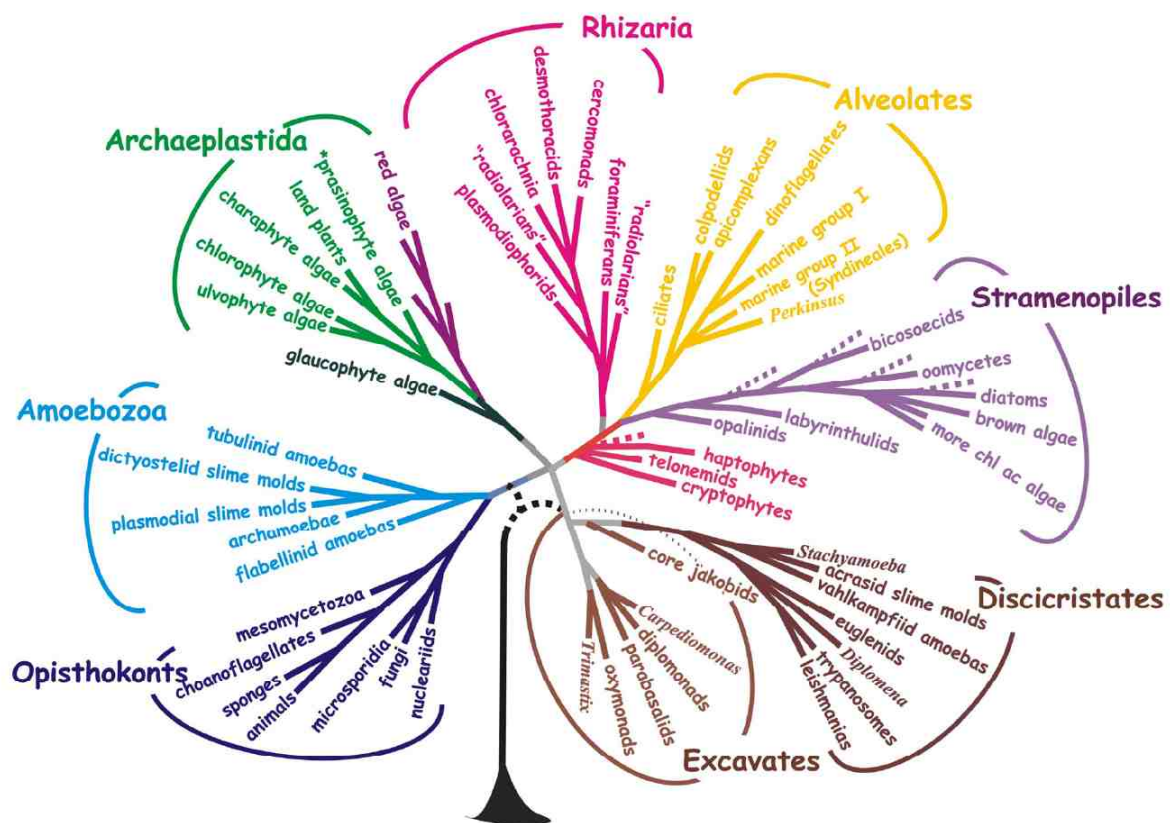 Rhizaria
desmothoracids
cercomonads
chlorarachnia
"radiolarians"
plasmodiophorids
foraminiferans
"radiolarians"
Alveolates
colpodellids
apicomplexans
dinoflagellates
ciliates
marine group I
marine group II
(Syndineales)
Perkinsus
Archaeplastida
red algae
*prasinophyte algae
land plants
charaphyte algae
chlorophyte algae
ulvophyte algae
glaucophyte algae
Stramenopiles
bicosoecids
oomycetes
diatoms
brown algae
more chl ac algae
labyrinthulids
opalinids
haptophytes
telonemids
cryptophytes
Amoebozoa
tubulinid amoebas
dictyostelid slime molds
plasmodial slime molds
archamoebae
flabellinid amoebas
Discicristates
Stachyamoeba
acrasid slime molds
vahlkampfiid amoebas
euglenids
Diplonema
trypanosomes
leishmanias
core jakobids
Carpediomonas
diplomonads
parabasalids
oxymonads
Trimastix
Excavates
Opisthokonts
mesomycetozoa
choanoflagellates
sponges
animals
microsporidia
fungi
nucleariids